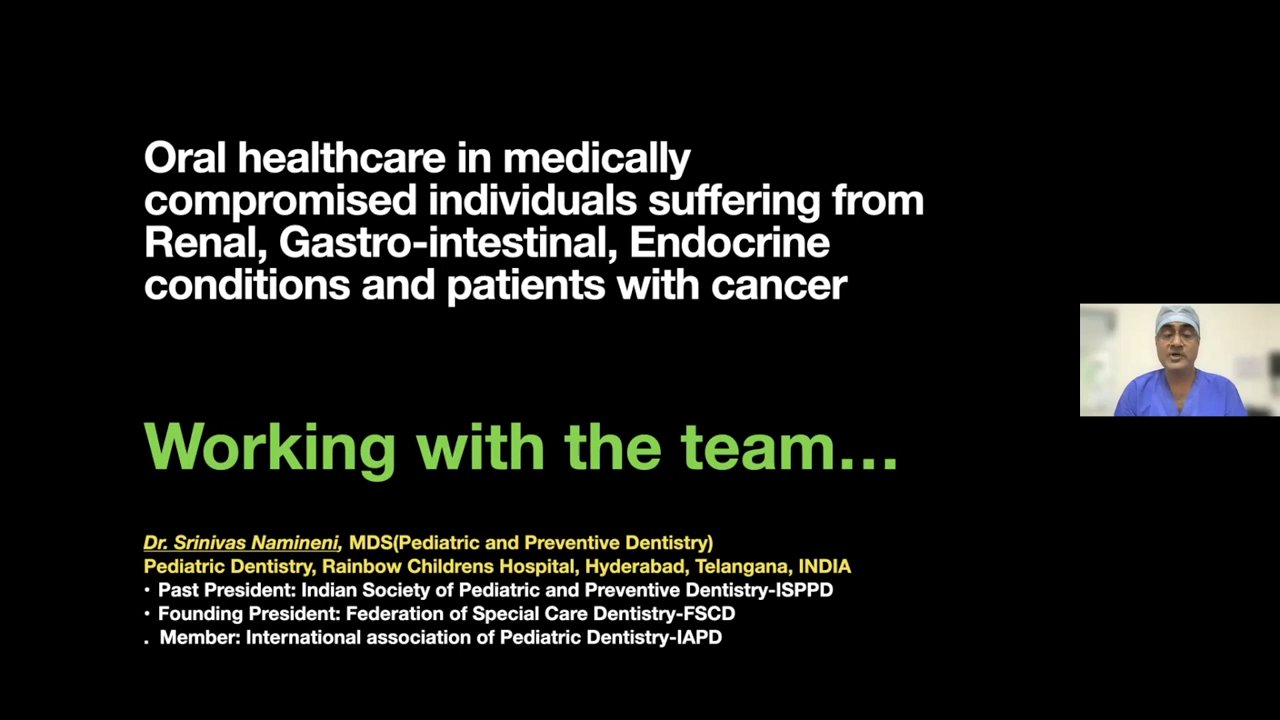 Oral healthcare in medically
compromised individuals suffering from
Renal, Gastro-intestinal, Endocrine
conditions and patients with cancer
Working with the team…
Dr. Srinivas Namineni, MDS(Pediatric and Preventive Dentistry)
Pediatric Dentistry, Rainbow Childrens Hospital, Hyderabad, Telangana, INDIA
• Past President: Indian Society of Pediatric and Preventive Dentistry-ISPPD
• Founding President: Federation of Special Care Dentistry-FSCD
. Member: International association of Pediatric Dentistry-IAPD